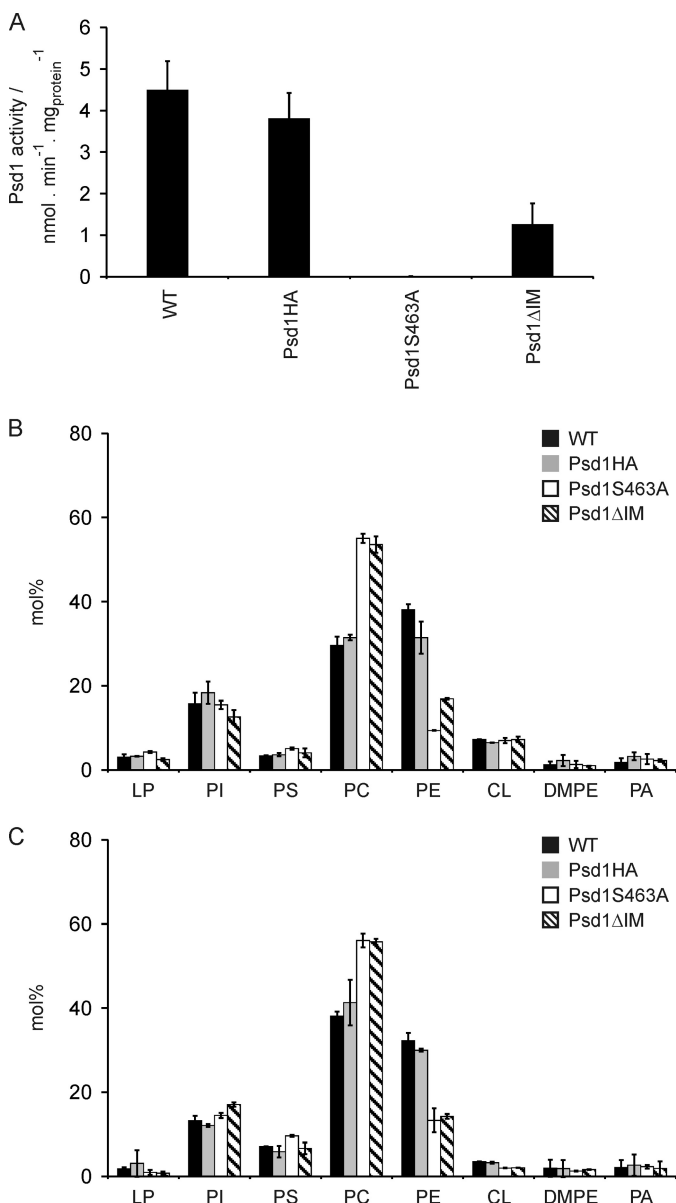 A
Psd1 activity /
nmol . min⁻¹ . mg_protein⁻¹
6
5
4
3
2
1
0
WT
Psd1HA
Psd1S463A
Psd1ΔIM
B
mol%
80
60
40
20
0
WT
Psd1HA
Psd1S463A
Psd1ΔIM
LP PI PS PC PE CL DMPE PA
C
mol%
80
60
40
20
0
WT
Psd1HA
Psd1S463A
Psd1ΔIM
LP PI PS PC PE CL DMPE PA